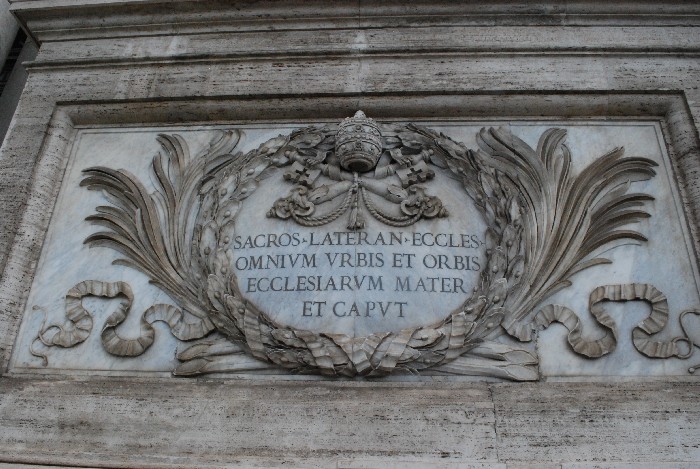 SACROS · LATERAN · ECCLES ·
OMNIVM VRBIS ET ORBIS
ECCLESIARVM MATER
ET CAPVT